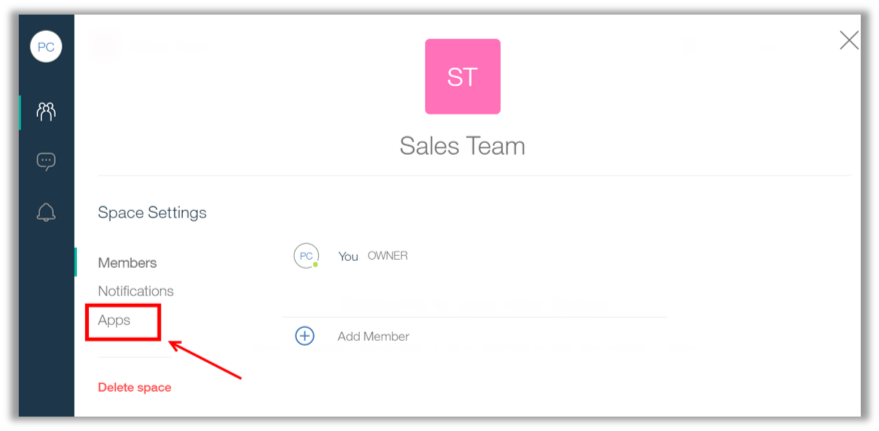 PC
ST
Sales Team
Space Settings
Members
Notifications
Apps
Delete space
PC You OWNER
Add Member